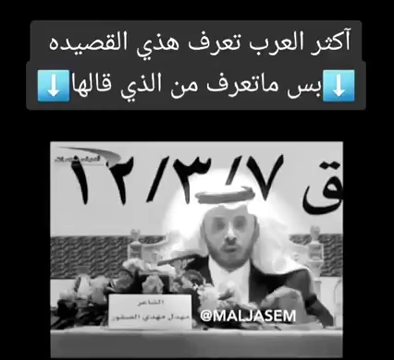 آكثر العرب تعرف هذي القصيده
⬇️بس ماتعرف من الذي قالها⬇️
١٢/٣/٧ ق
الشاعر
مهدي الصقور
@MALJASEM